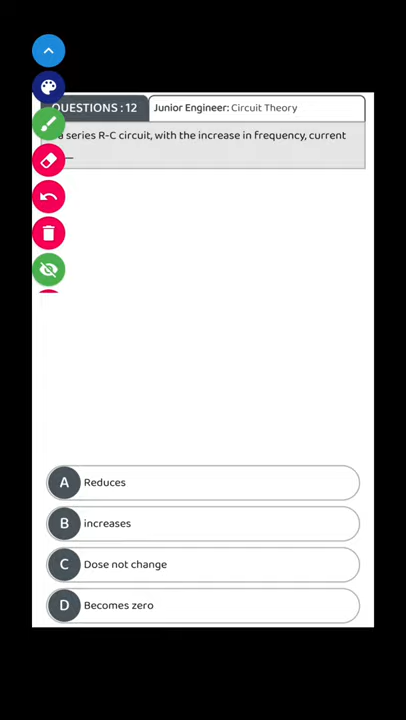 QUESTIONS : 12
Junior Engineer: Circuit Theory
a series R-C circuit, with the increase in frequency, current
A Reduces
B increases
C Dose not change
D Becomes zero